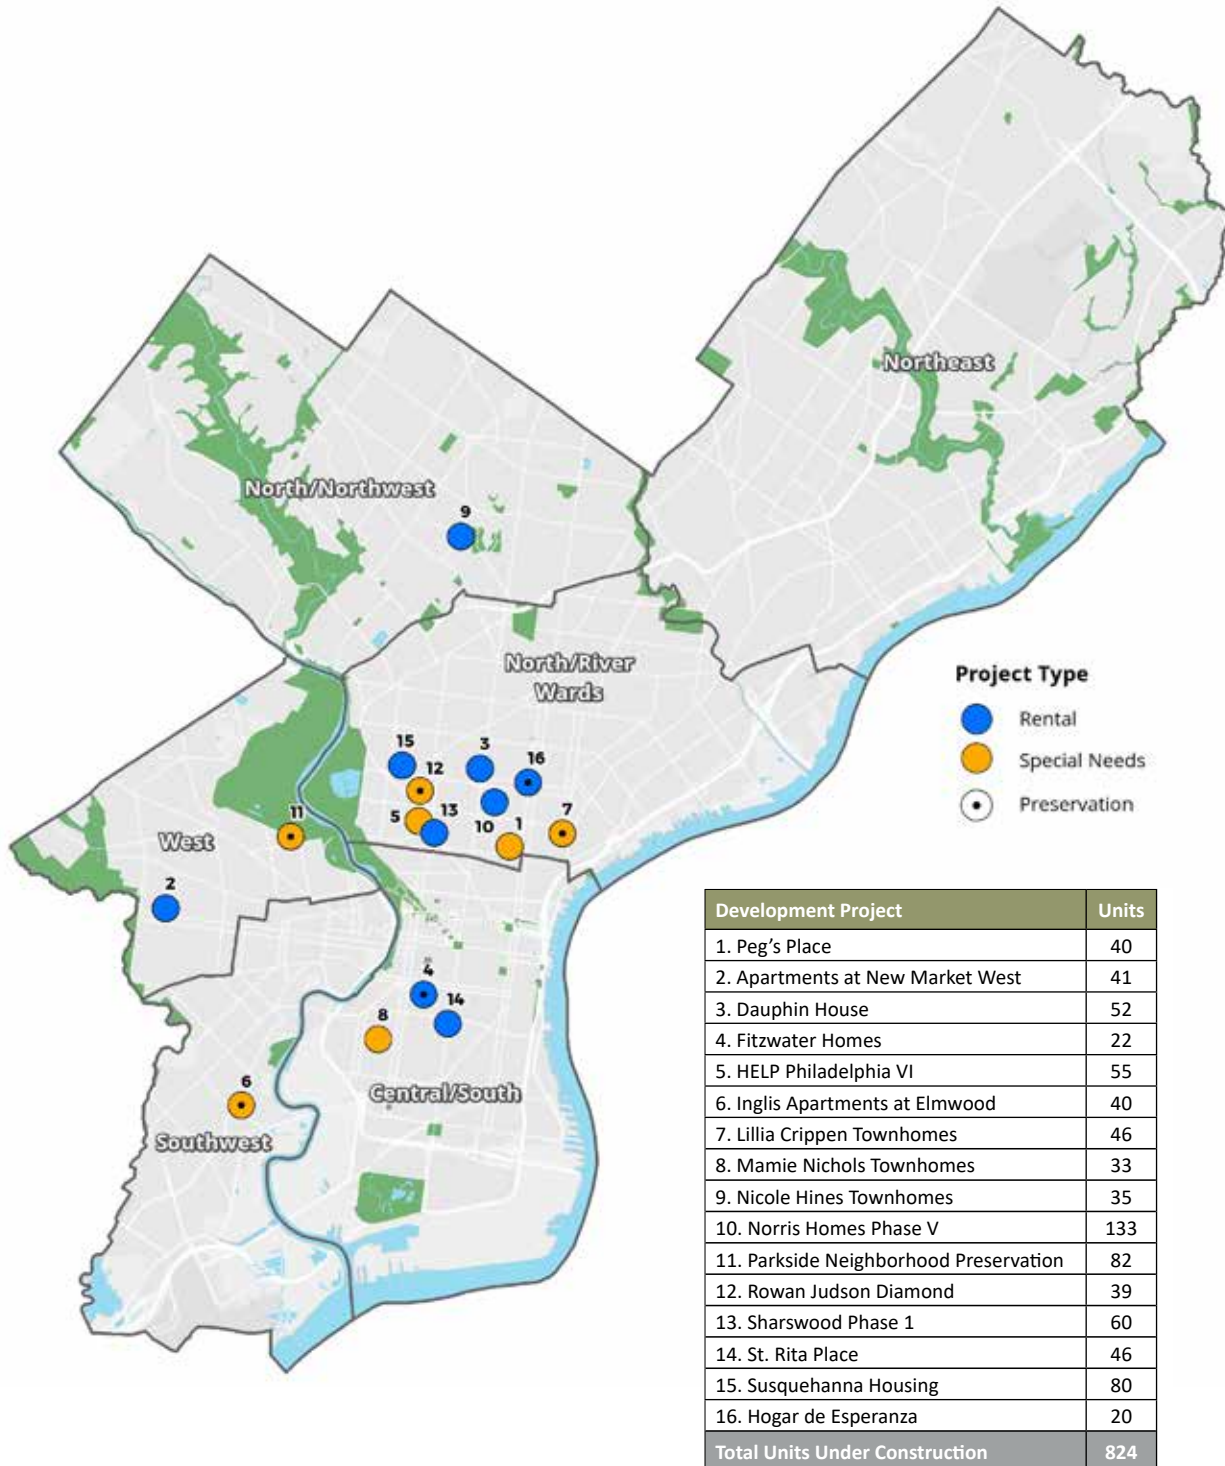 Northeast
North/Northwest
9
North/River
Wards
Project Type
Rental
Special Needs
Preservation
15
3
16
12
5
13
10
1
7
11
West
2
4
14
8
Central/South
6
Southwest
Development Project Units
1. Peg’s Place 40
2. Apartments at New Market West 41
3. Dauphin House 52
4. Fitzwater Homes 22
5. HELP Philadelphia VI 55
6. Inglis Apartments at Elmwood 40
7. Lillia Crippen Townhomes 46
8. Mamie Nichols Townhomes 33
9. Nicole Hines Townhomes 35
10. Norris Homes Phase V 133
11. Parkside Neighborhood Preservation 82
12. Rowan Judson Diamond 39
13. Sharswood Phase 1 60
14. St. Rita Place 46
15. Susquehanna Housing 80
16. Hogar de Esperanza 20
Total Units Under Construction 824